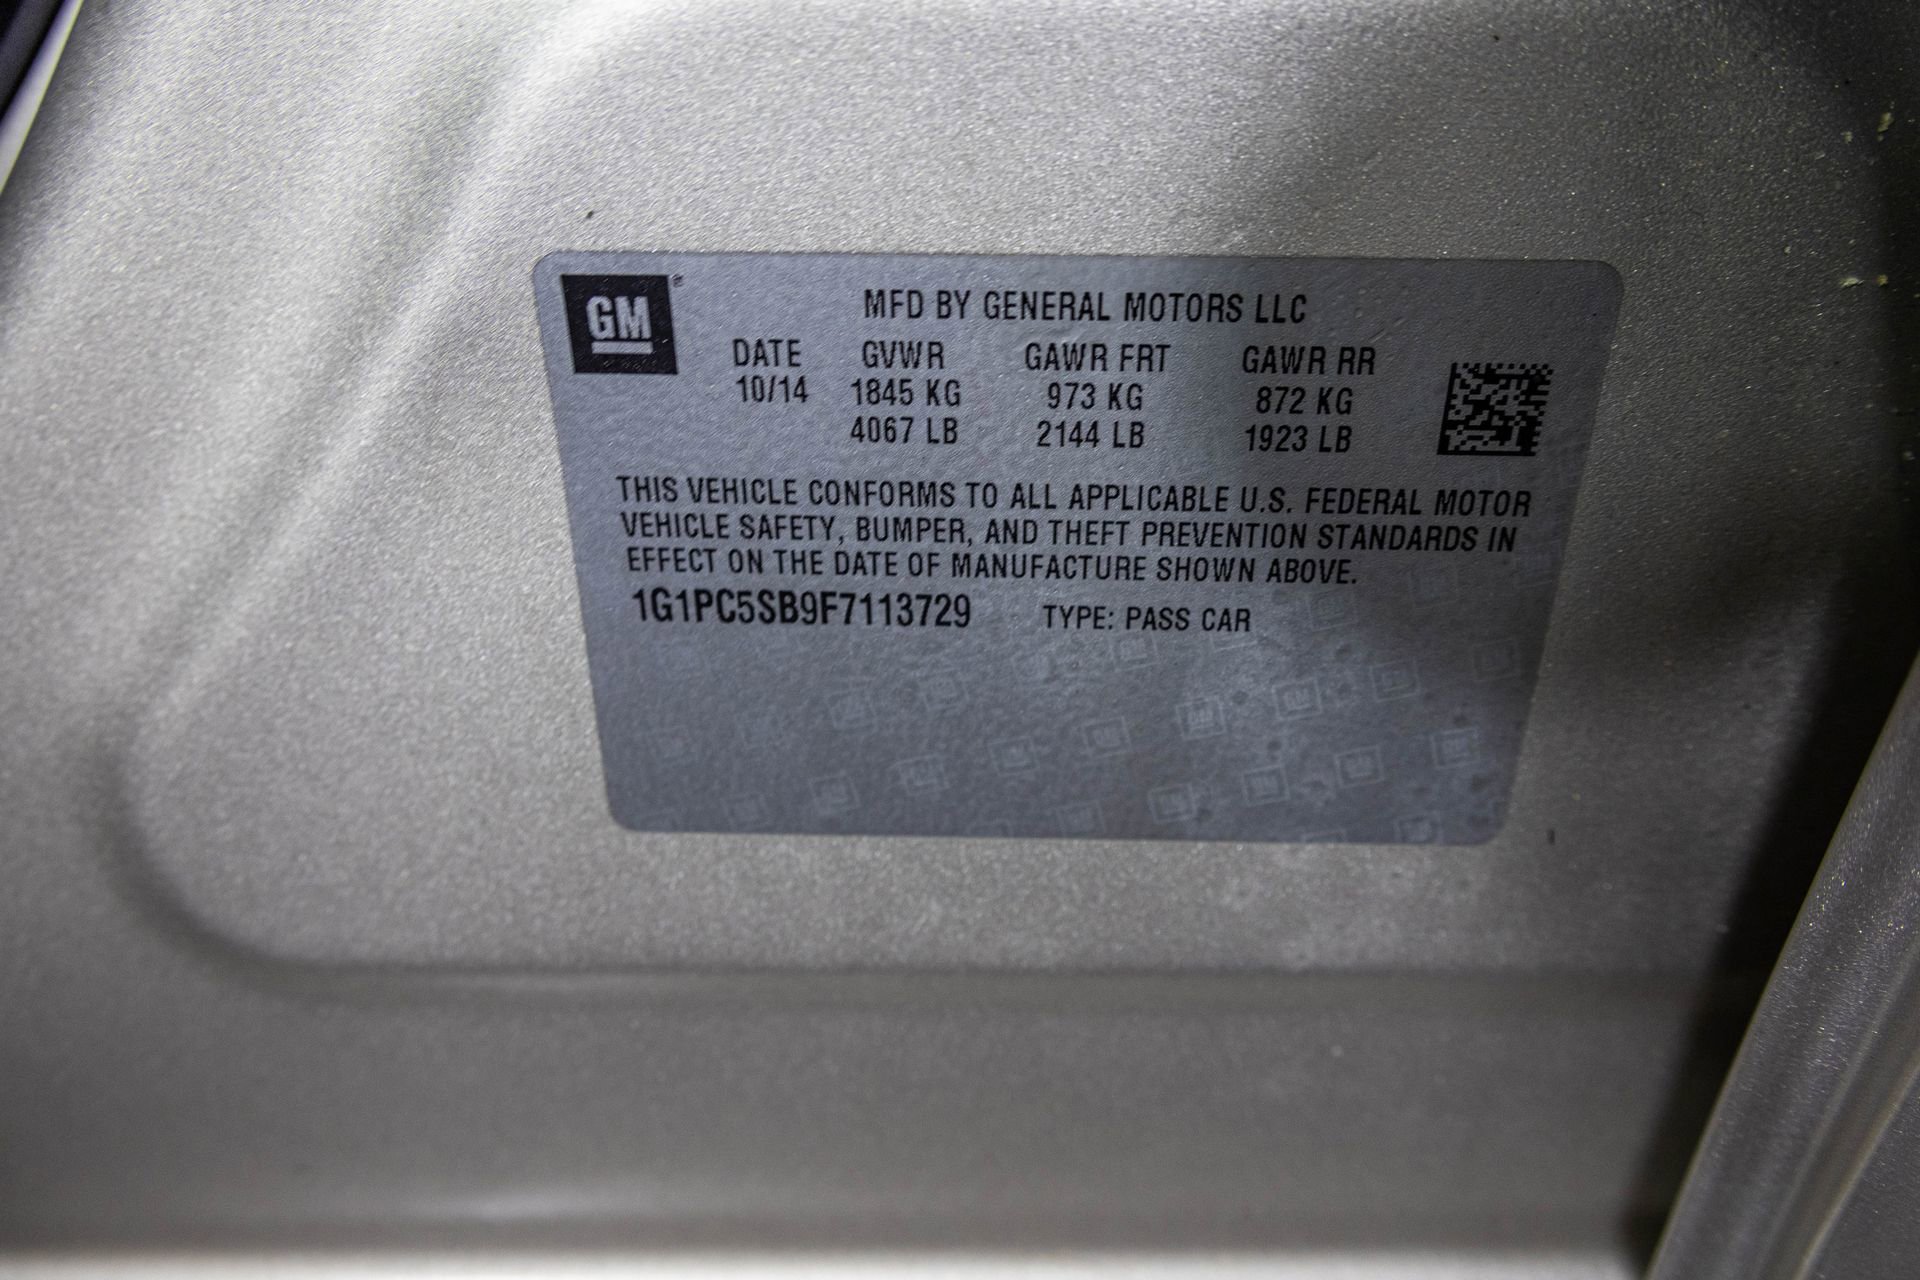 GM
MFD BY GENERAL MOTORS LLC
DATE GVWR GAWR FRT GAWR RR
10/14 1845 KG 973 KG 872 KG
4067 LB 2144 LB 1923 LB
THIS VEHICLE CONFORMS TO ALL APPLICABLE U.S. FEDERAL MOTOR
VEHICLE SAFETY, BUMPER, AND THEFT PREVENTION STANDARDS IN
EFFECT ON THE DATE OF MANUFACTURE SHOWN ABOVE.
1G1PC5SB9F7113729 TYPE: PASS CAR